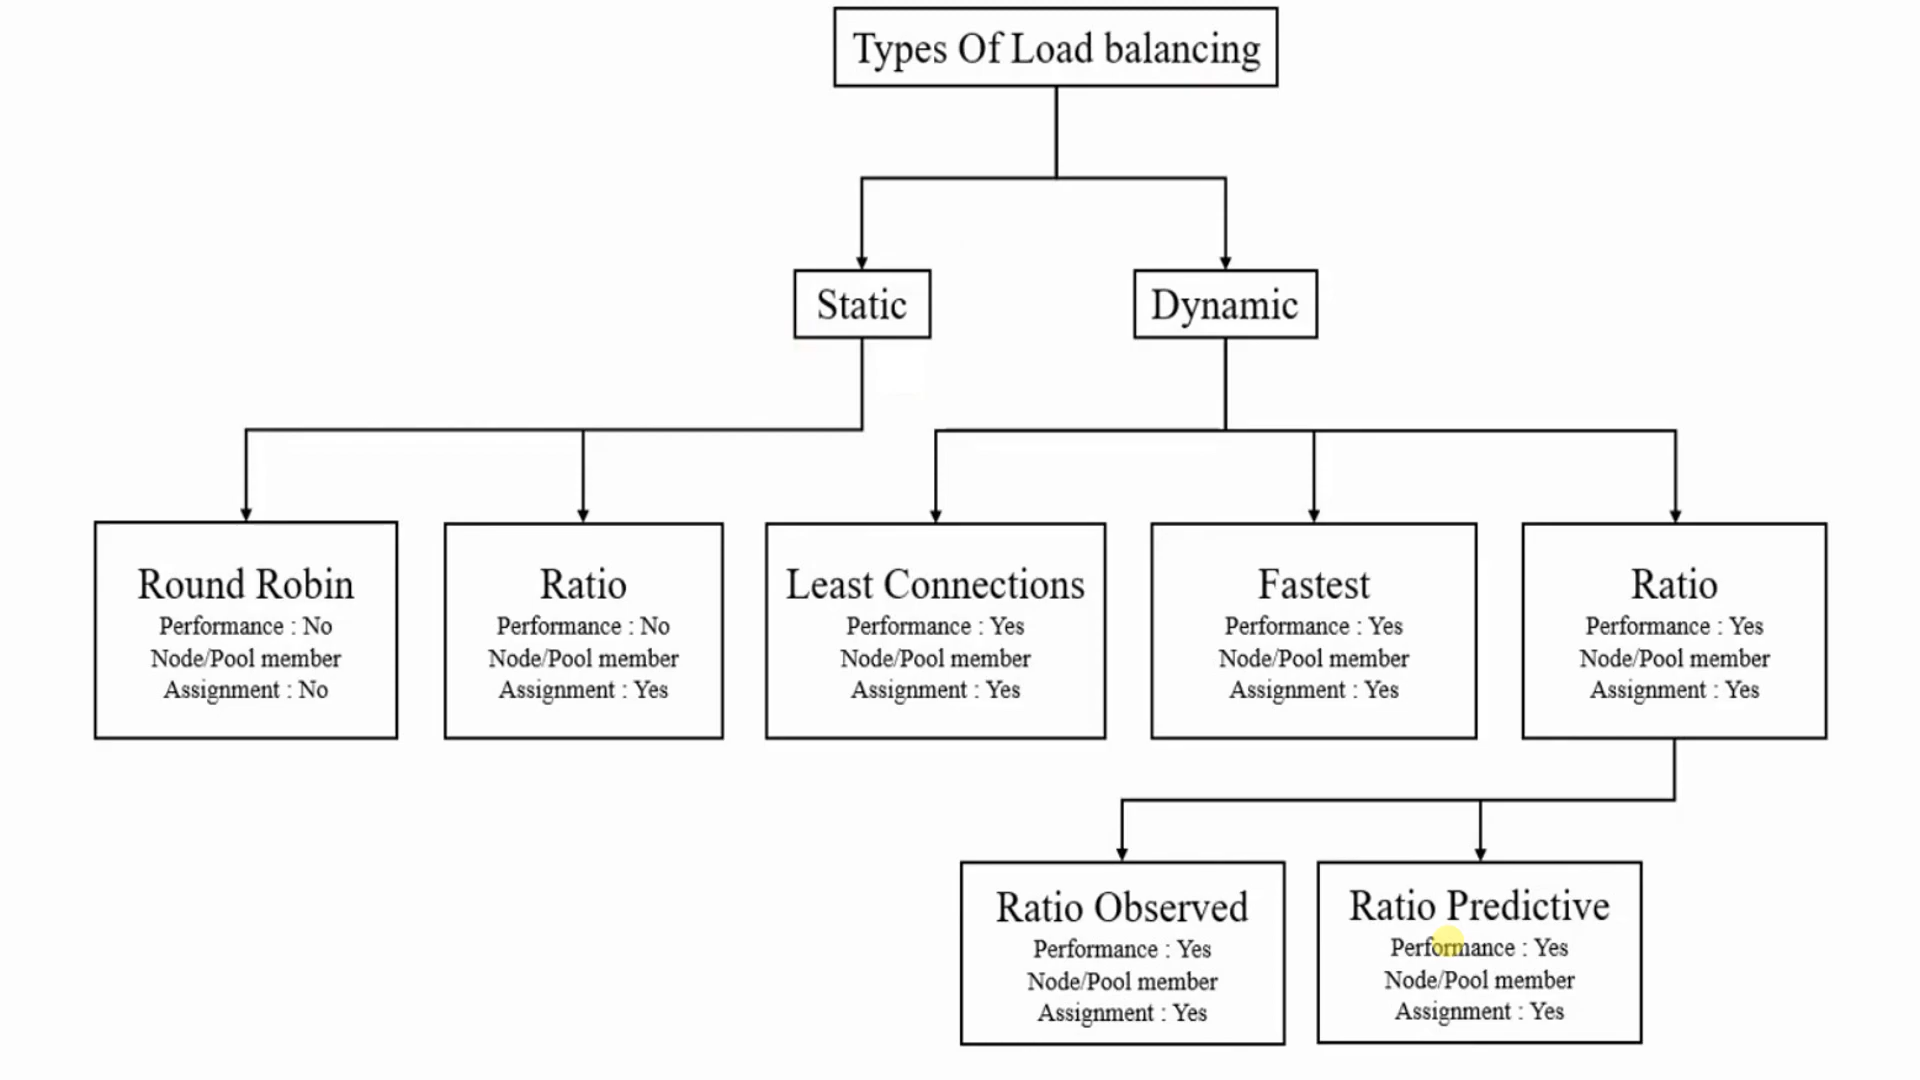 Types Of Load balancing
Static
Dynamic
Round Robin
Performance : No
Node/Pool member
Assignment : No
Ratio
Performance : No
Node/Pool member
Assignment : Yes
Least Connections
Performance : Yes
Node/Pool member
Assignment : Yes
Fastest
Performance : Yes
Node/Pool member
Assignment : Yes
Ratio
Performance : Yes
Node/Pool member
Assignment : Yes
Ratio Observed
Performance : Yes
Node/Pool member
Assignment : Yes
Ratio Predictive
Performance : Yes
Node/Pool member
Assignment : Yes